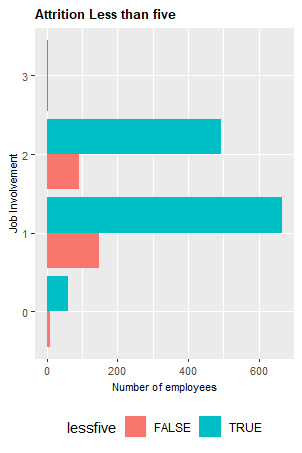 Attrition Less than five
3
2
1
0
Job Involvement
0 200 400 600
Number of employees
lessfive FALSE TRUE